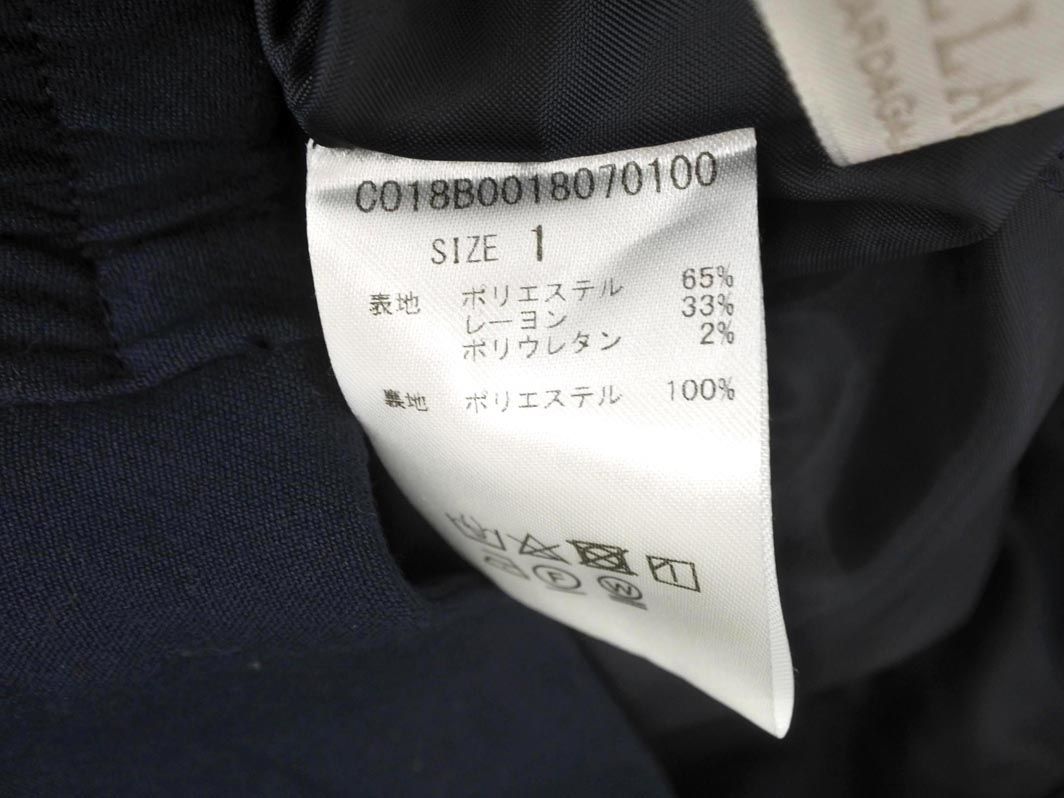 C018B0018070100
SIZE 1
表地 ポリエステル 65%
レーヨン 33%
ポリウレタン 2%
裏地 ポリエステル 100%
F W